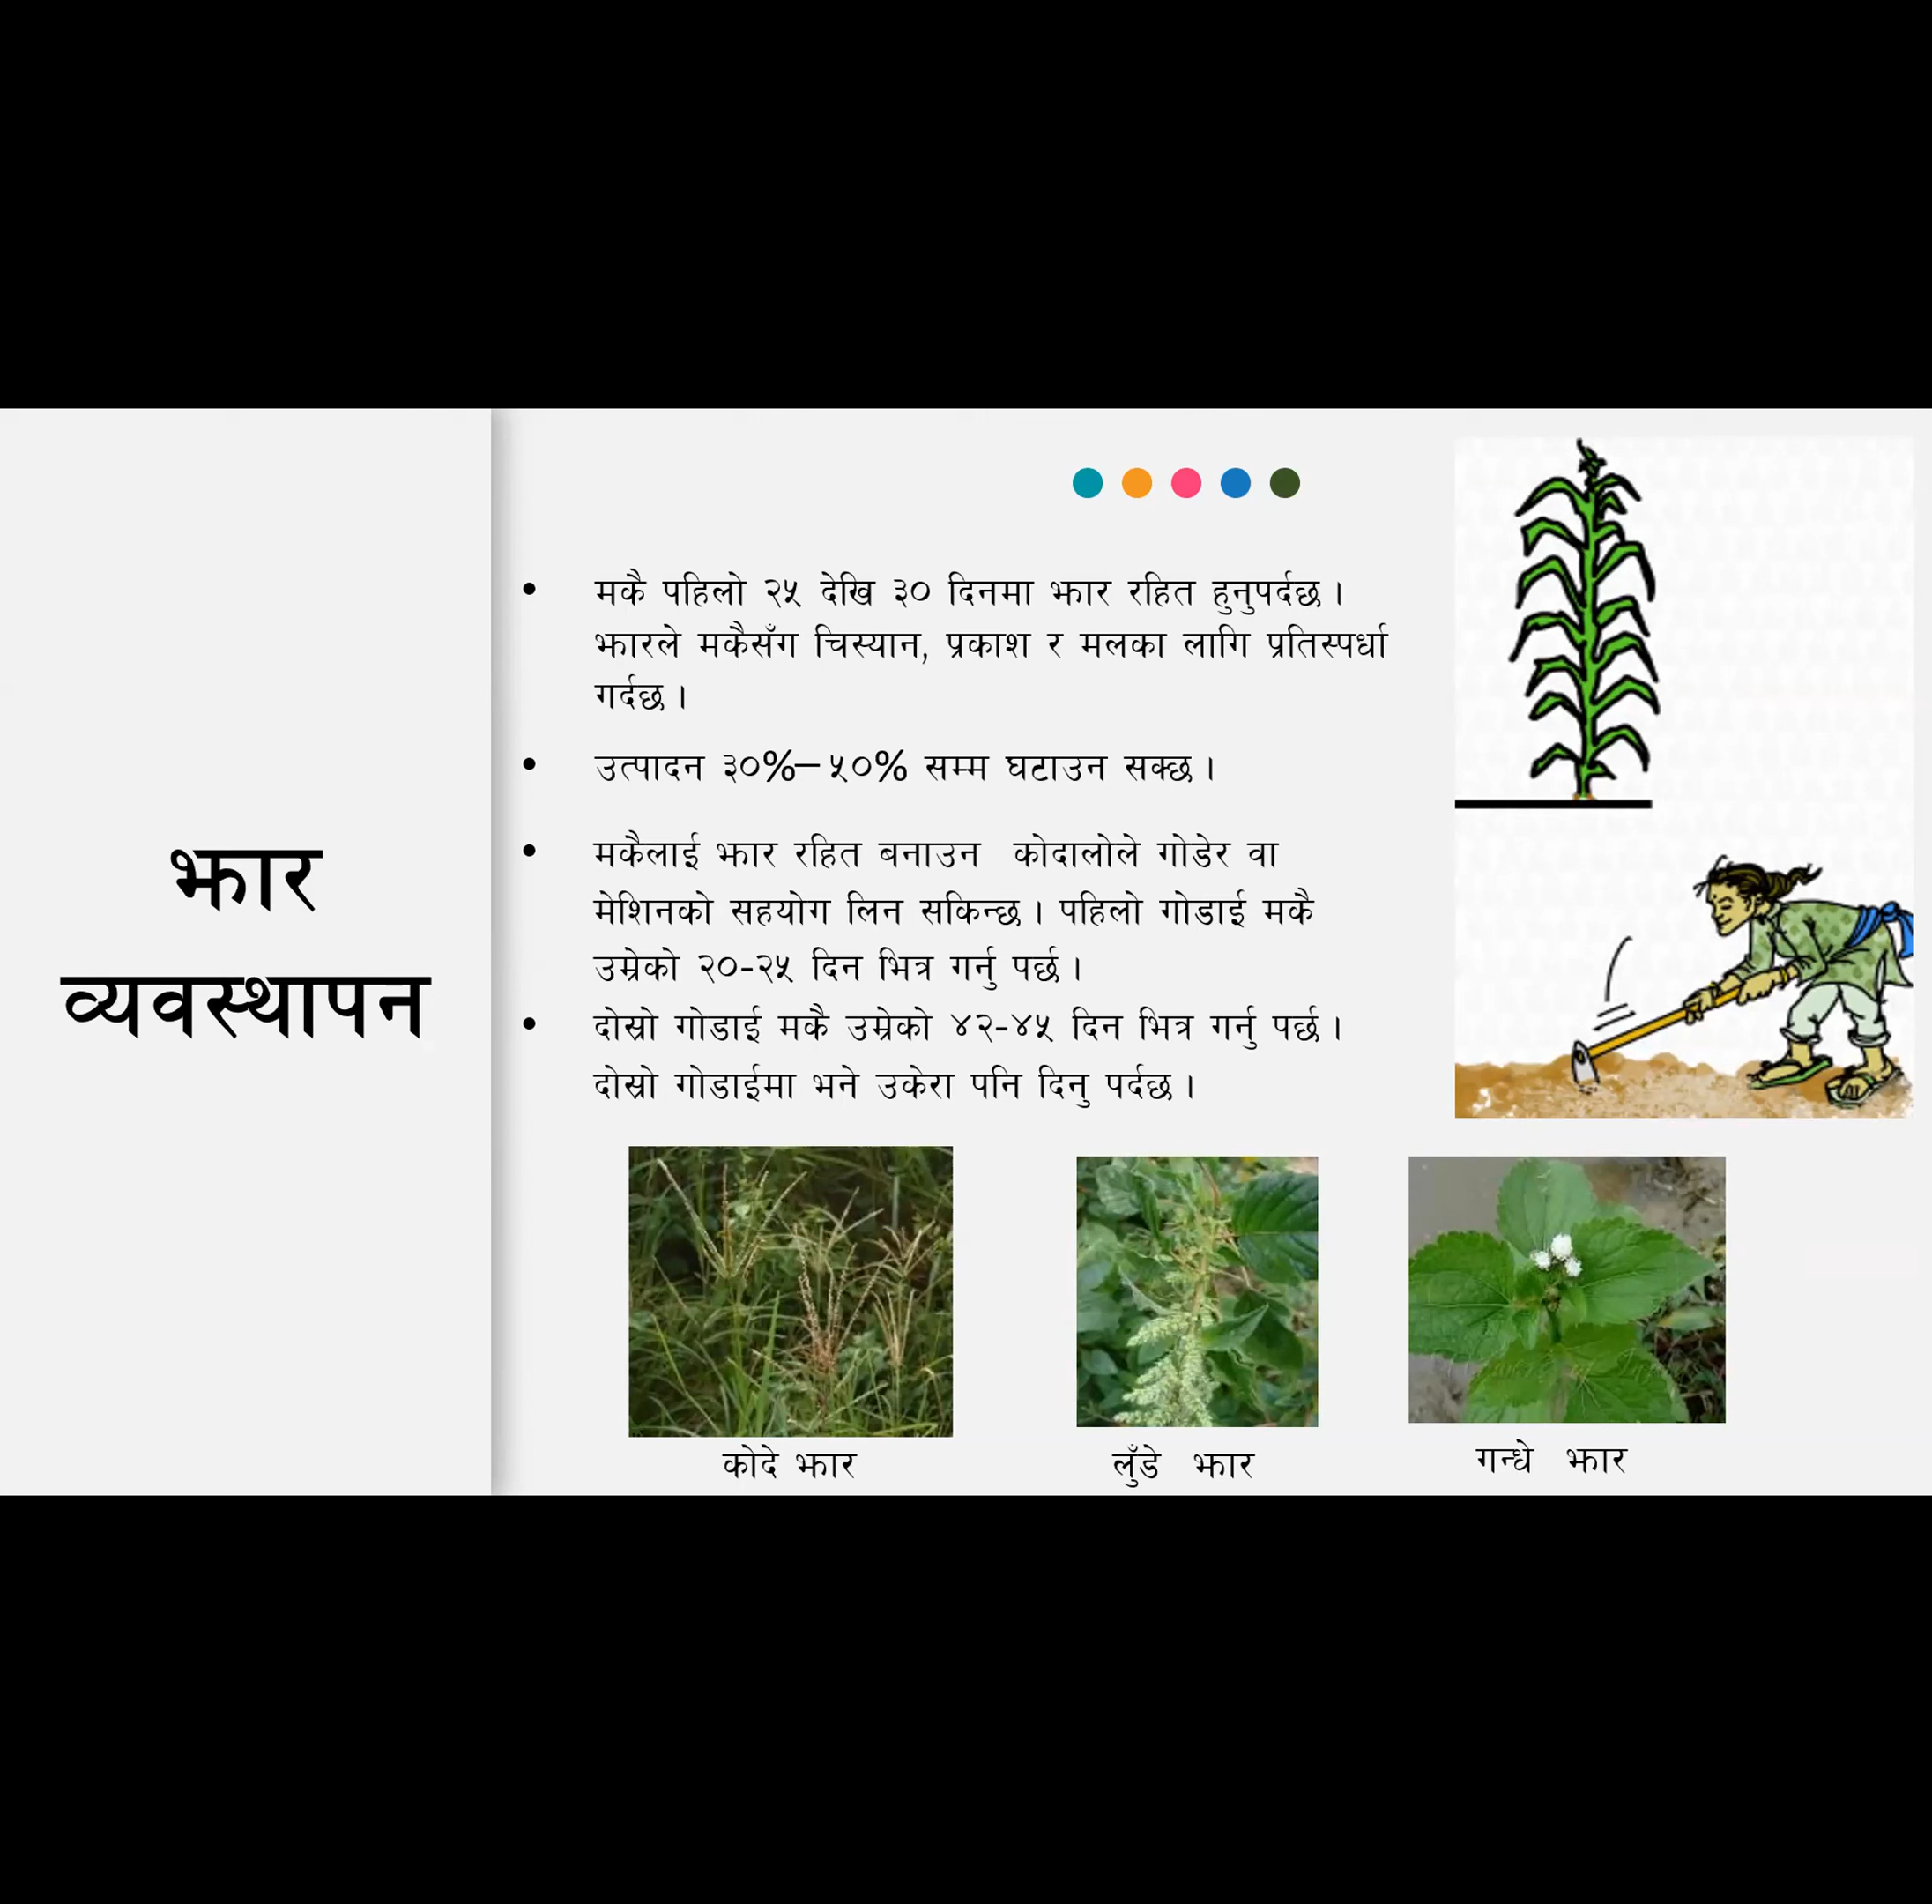 झार
व्यवस्थापन
• मकै पहिलो २५ देखि ३० दिनमा झार रहित हुनुपर्दछ ।
झारले मकैसँग चिस्यान, प्रकाश र मलका लागि प्रतिस्पर्धा
गर्दछ ।
• उत्पादन ३०%–५०% सम्म घटाउन सक्छ ।
• मकैलाई झार रहित बनाउन कोदालोले गोडेर वा
मेशिनको सहयोग लिन सकिन्छ । पहिलो गोडाई मकै
उम्रेको २०-२५ दिन भित्र गर्नु पर्छ ।
• दोस्रो गोडाई मकै उम्रेको ४२-४५ दिन भित्र गर्नु पर्छ ।
दोस्रो गोडाईमा भने उकेरा पनि दिनु पर्दछ ।
कोदे झार
लुँडे झार
गन्धे झार